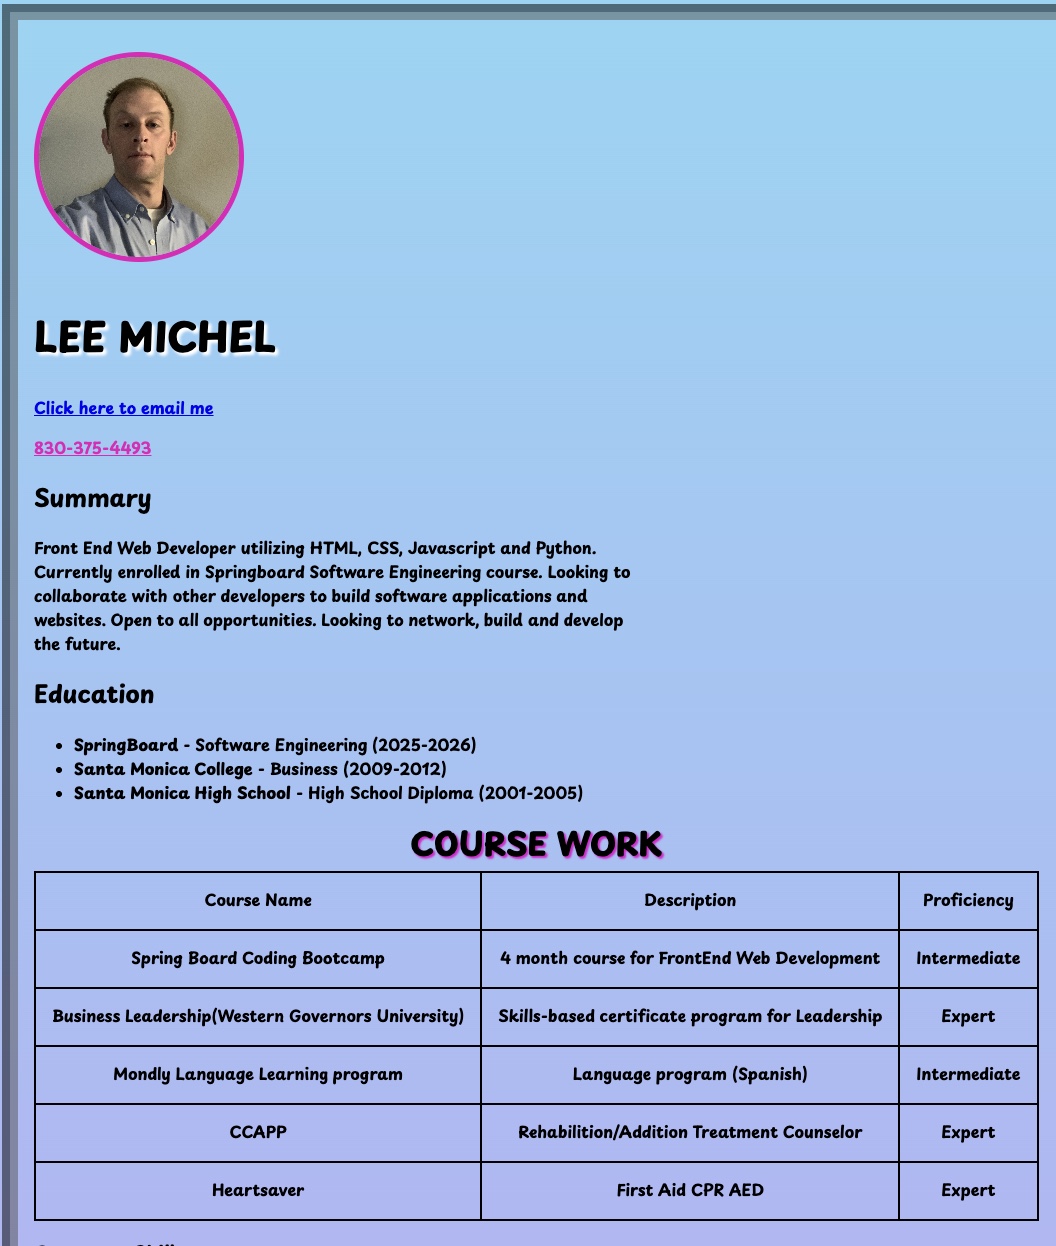 LEE MICHEL
Click here to email me
830-375-4493
Summary
Front End Web Developer utilizing HTML, CSS, Javascript and Python.
Currently enrolled in Springboard Software Engineering course. Looking to
collaborate with other developers to build software applications and
websites. Open to all opportunities. Looking to network, build and develop
the future.
Education
• SpringBoard - Software Engineering (2025-2026)
• Santa Monica College - Business (2009-2012)
• Santa Monica High School - High School Diploma (2001-2005)
COURSE WORK
Course Name Description Proficiency
Spring Board Coding Bootcamp 4 month course for FrontEnd Web Development Intermediate
Business Leadership(Western Governors University) Skills-based certificate program for Leadership Expert
Mondly Language Learning program Language program (Spanish) Intermediate
CCAPP Rehabilition/Addition Treatment Counselor Expert
Heartsaver First Aid CPR AED Expert